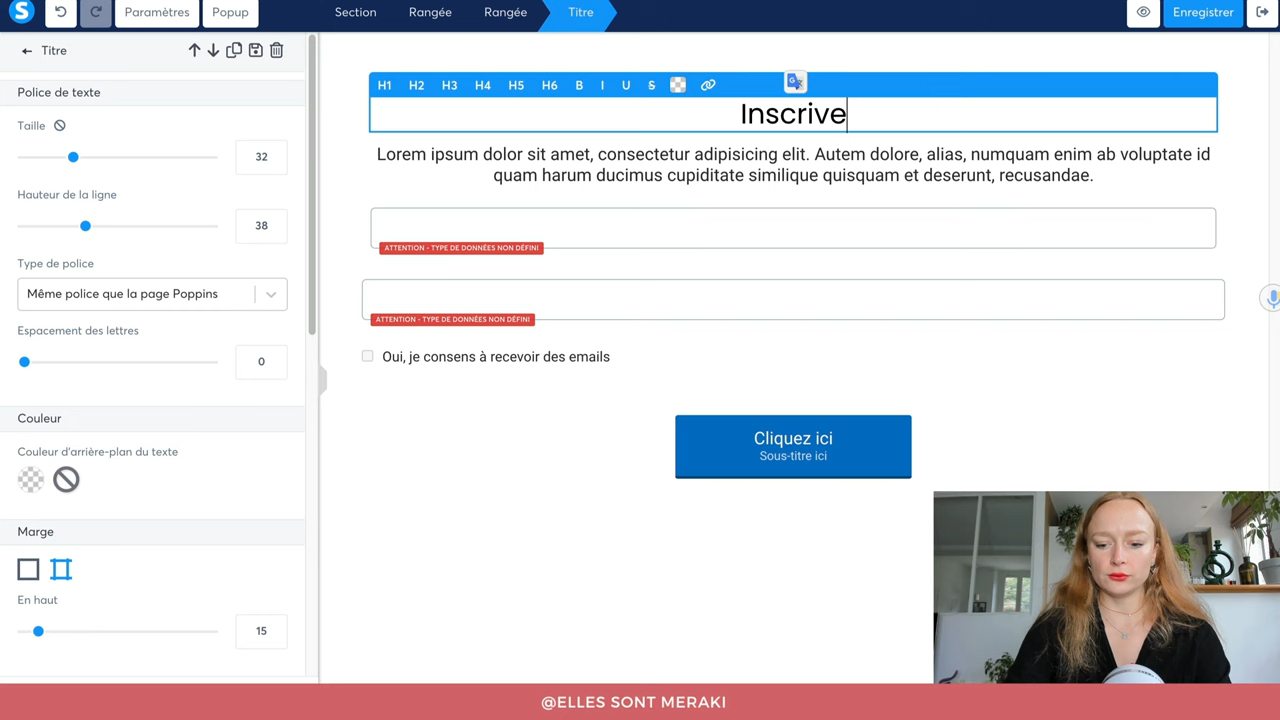 S
Paramètres
Popup
Section
Rangée
Rangée
Titre
Enregistrer
Titre
Police de texte
Taille
32
Hauteur de la ligne
38
Type de police
Même police que la page Poppins
Espacement des lettres
0
Couleur
Couleur d'arrière-plan du texte
Marge
En haut
15
H1 H2 H3 H4 H5 H6 B I U S
Inscrive
Lorem ipsum dolor sit amet, consectetur adipisicing elit. Autem dolore, alias, numquam enim ab voluptate id
quam harum ducimus cupiditate similique quisquam et deserunt, recusandae.
ATTENTION - TYPE DE DONNÉES NON DÉFINI
ATTENTION - TYPE DE DONNÉES NON DÉFINI
Oui, je consens à recevoir des emails
Cliquez ici
Sous-titre ici
@ELLES SONT MERAKI